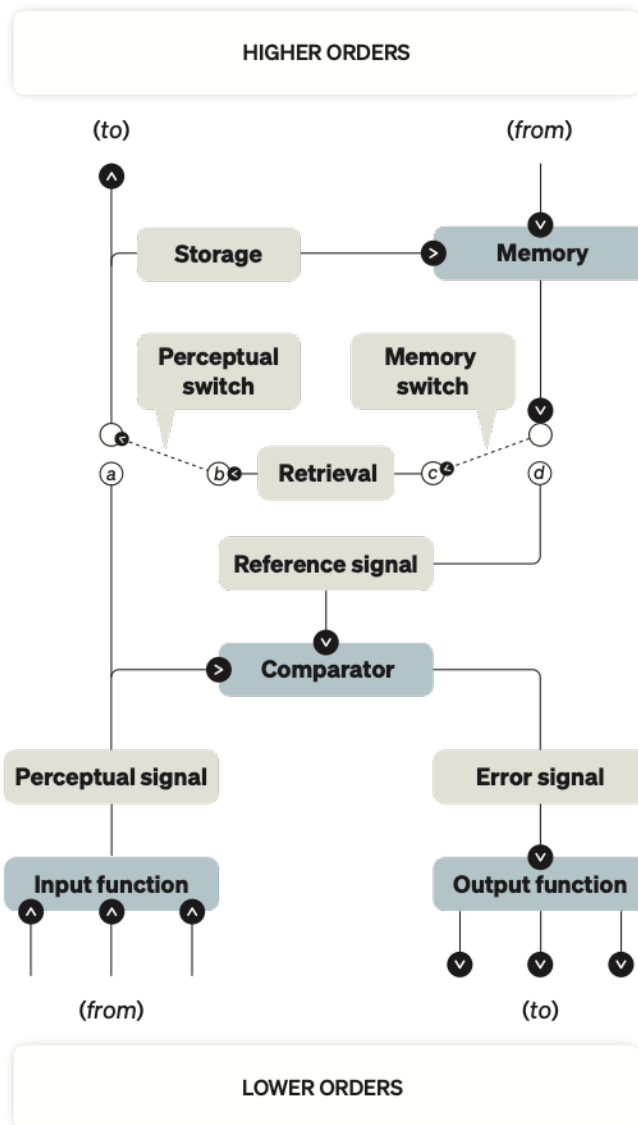 HIGHER ORDERS
(to)
(from)
Storage
Memory
Perceptual
switch
Memory
switch
a
b
Retrieval
c
d
Reference signal
Comparator
Perceptual signal
Error signal
Input function
Output function
(from)
(to)
LOWER ORDERS